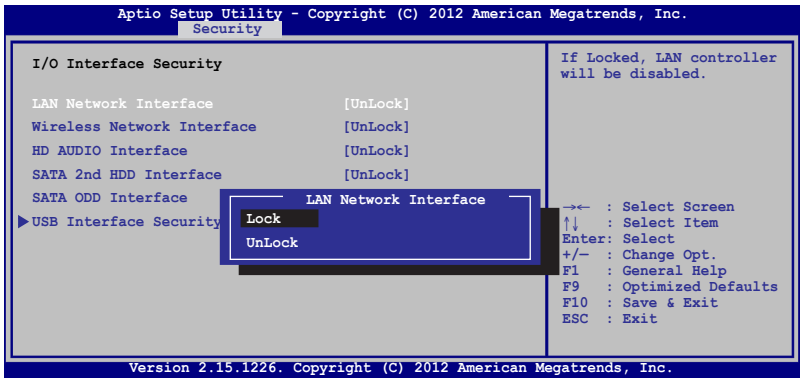 Aptio Setup Utility - Copyright (C) 2012 American Megatrends, Inc.
Security
I/O Interface Security
LAN Network Interface [UnLock]
Wireless Network Interface [UnLock]
HD AUDIO Interface [UnLock]
SATA 2nd HDD Interface [UnLock]
SATA ODD Interface
USB Interface Security
LAN Network Interface
Lock
UnLock
If Locked, LAN controller
will be disabled.
→← : Select Screen
↑↓ : Select Item
Enter: Select
+/— : Change Opt.
F1 : General Help
F9 : Optimized Defaults
F10 : Save & Exit
ESC : Exit
Version 2.15.1226. Copyright (C) 2012 American Megatrends, Inc.